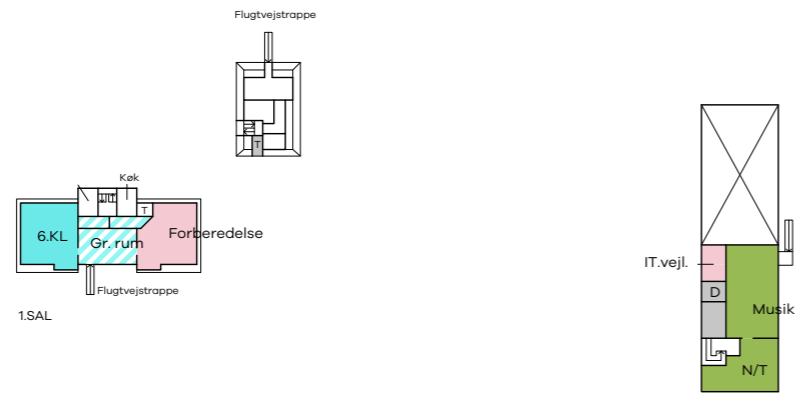 Flugtvejstrappe
T
Køk
T
6.KL
Gr. rum
Forberedelse
Flugtvejstrappe
1.SAL
IT.vejl.
D
Musik
N/T